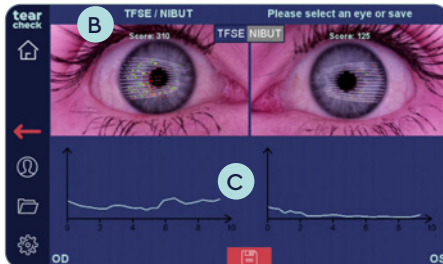 tear
check
TFSE / NIBUT
Please select an eye or save
B
Score: 310
TFSE NIBUT
Score: 125
C
0 2 4 6 8 10
0 2 4 6 8 10
OD
OS